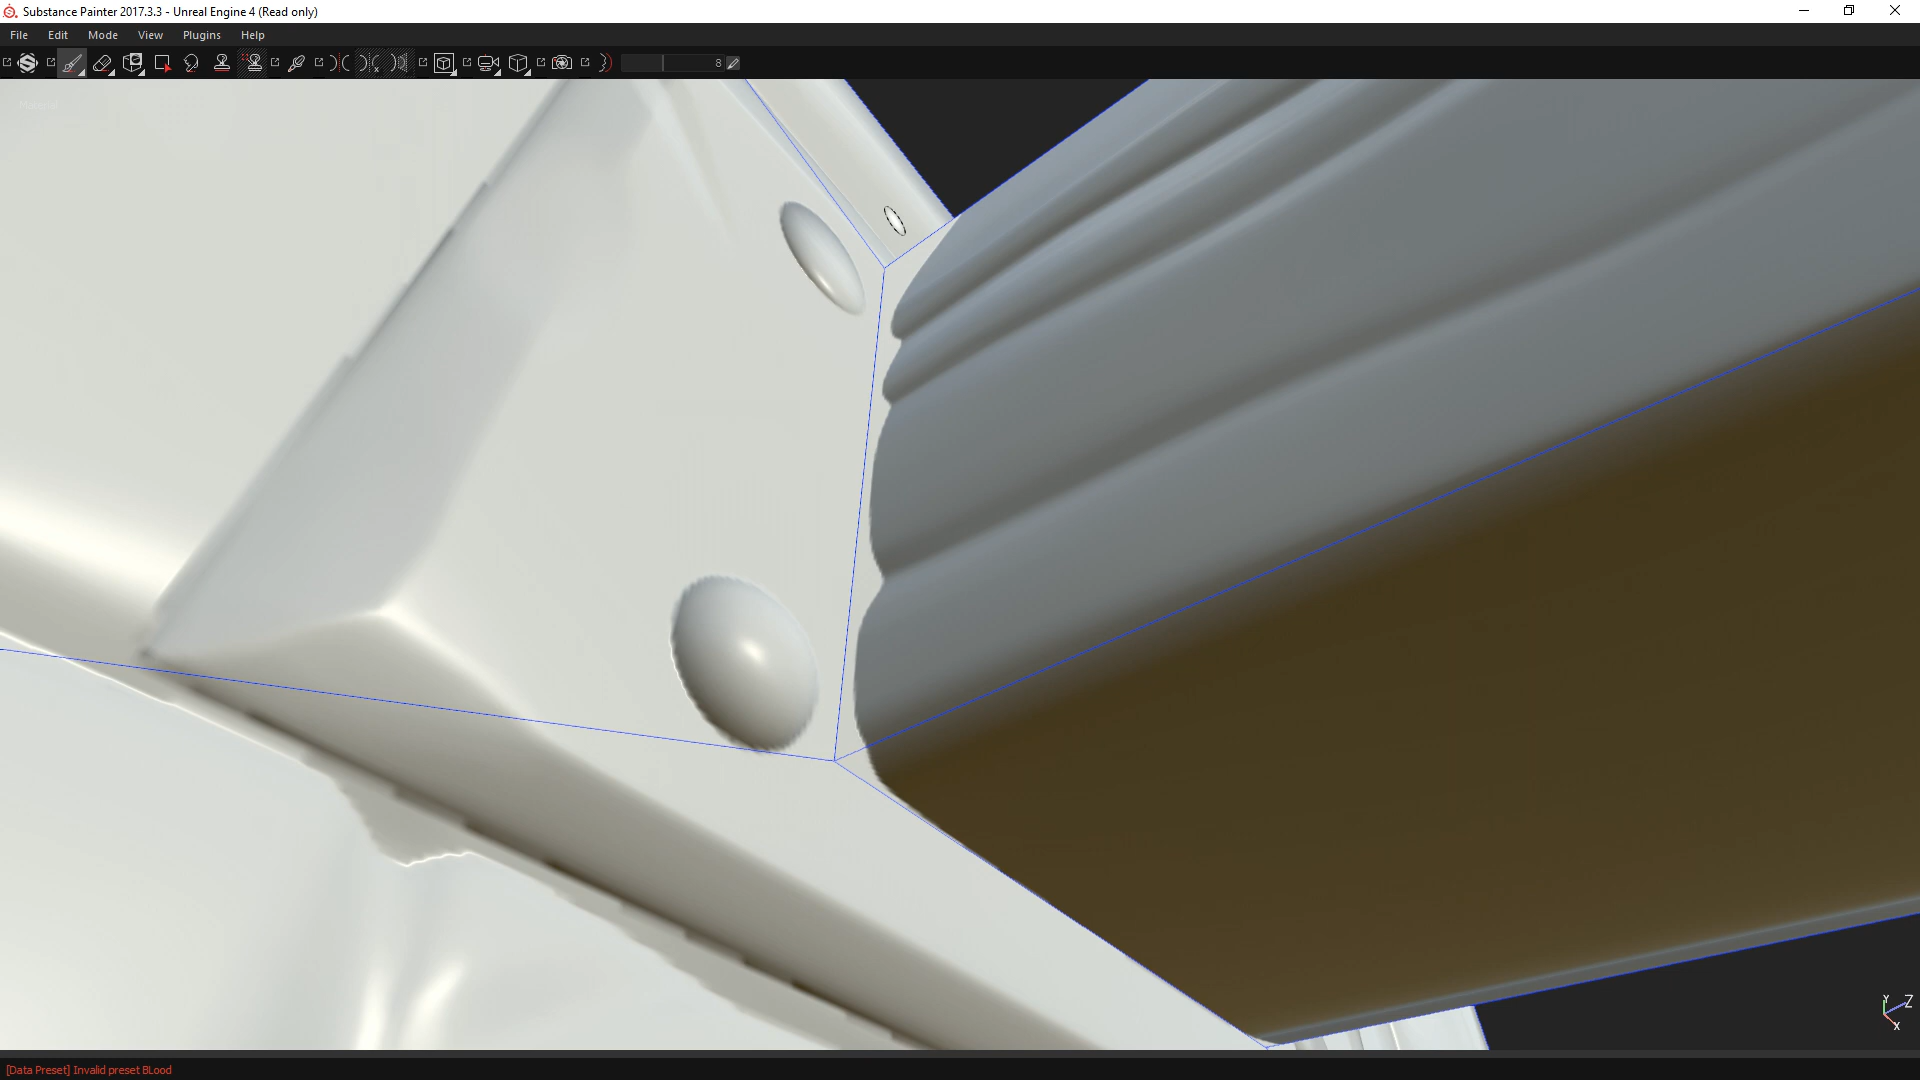 Substance Painter 2017.3.3 - Unreal Engine 4 (Read only)
File Edit Mode View Plugins Help
8
Material
Y
Z
X
[Data Preset] Invalid preset BLood